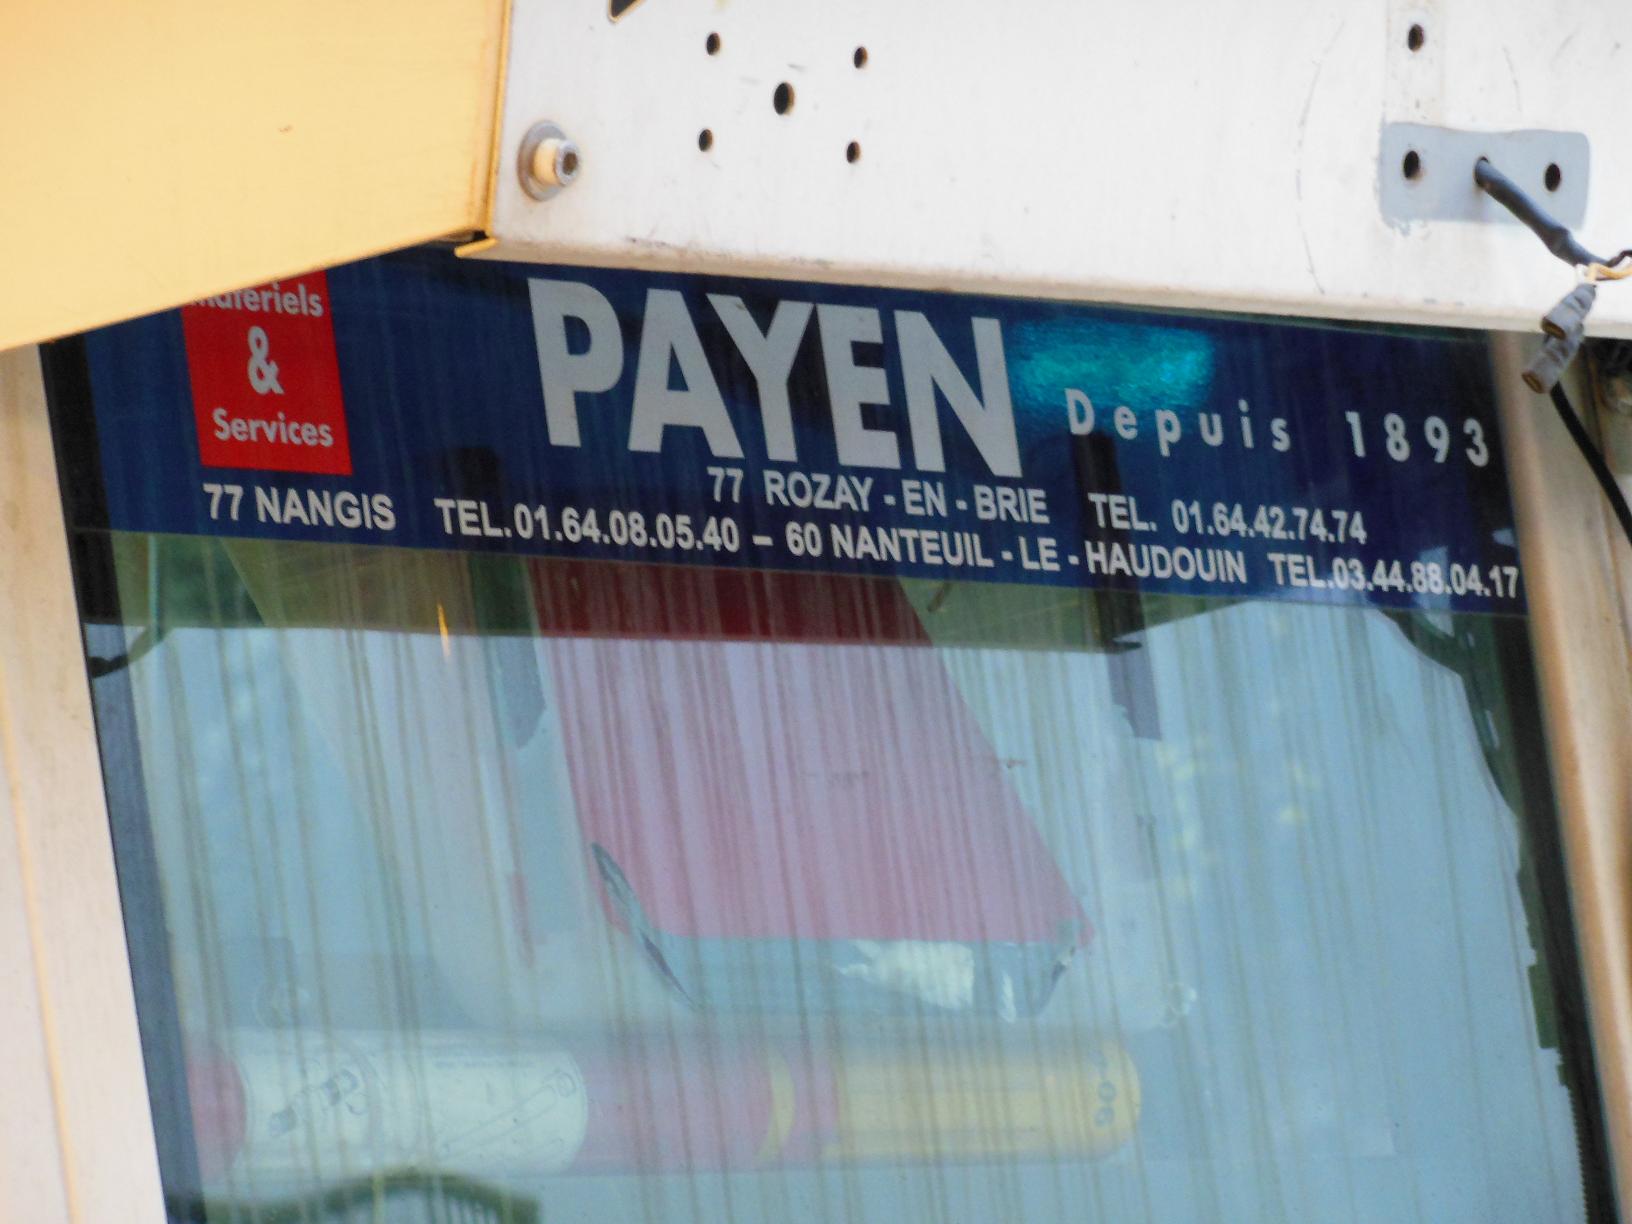 Matériels
&
Services
PAYEN Depuis 1893
77 ROZAY - EN - BRIE TEL. 01.64.42.74.74
77 NANGIS TEL.01.64.08.05.40 – 60 NANTEUIL - LE - HAUDOUIN TEL.03.44.88.04.17